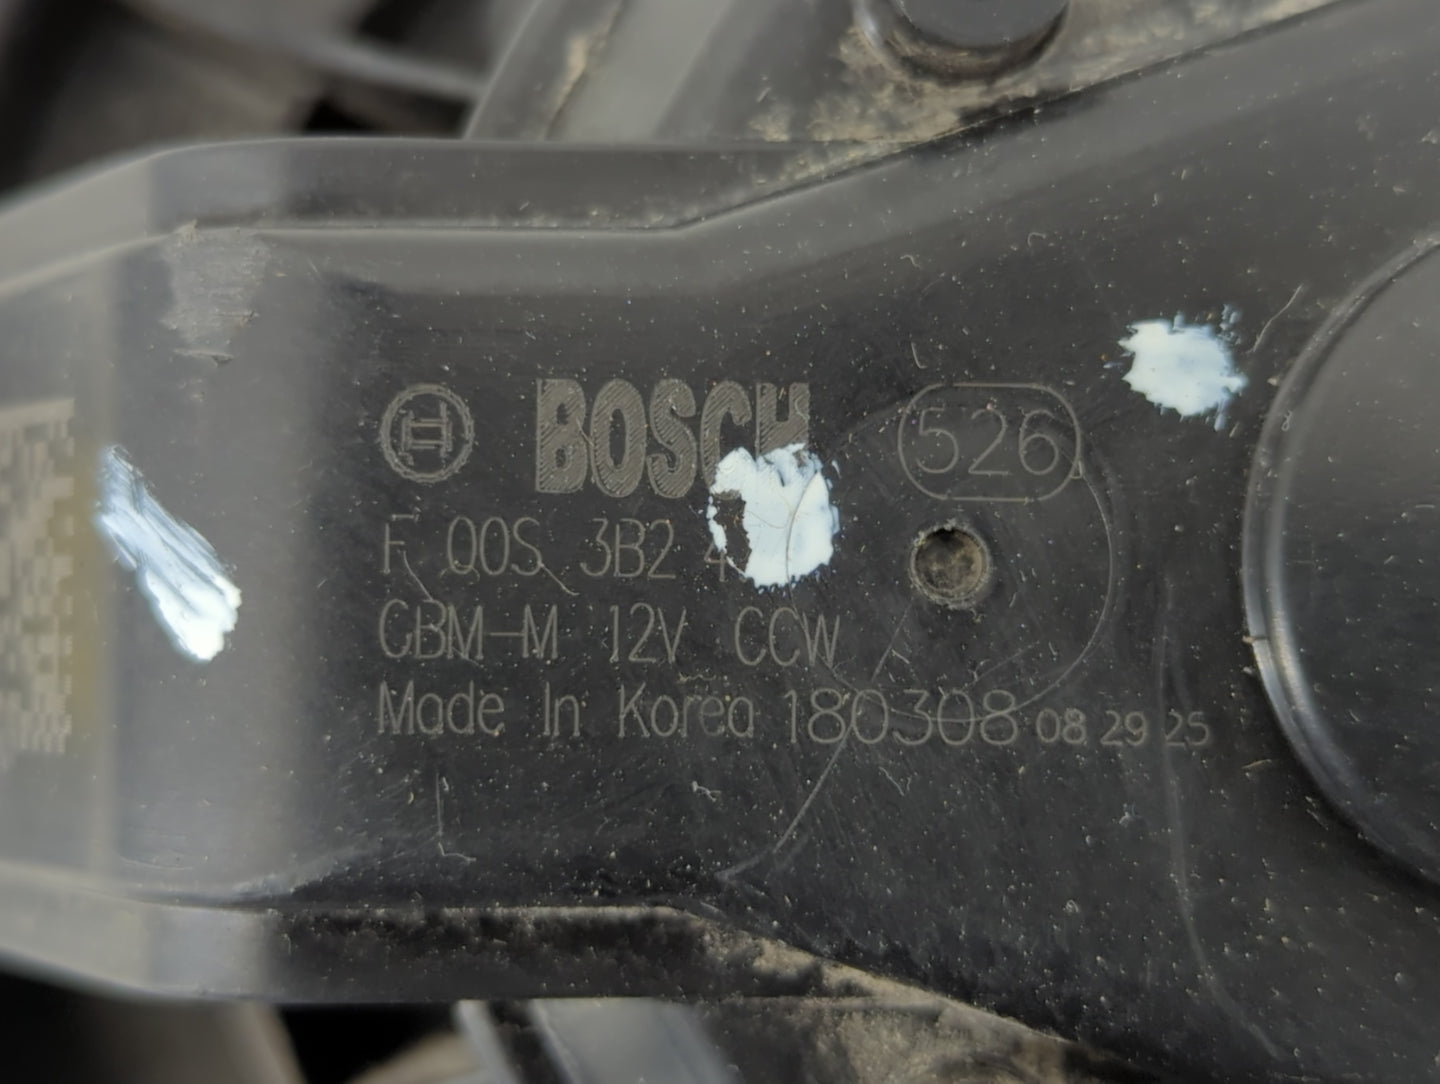 BOSCH 526
F 00S 3B2
GBM-M 12V CCW
Made In Korea 180308 08 29 25